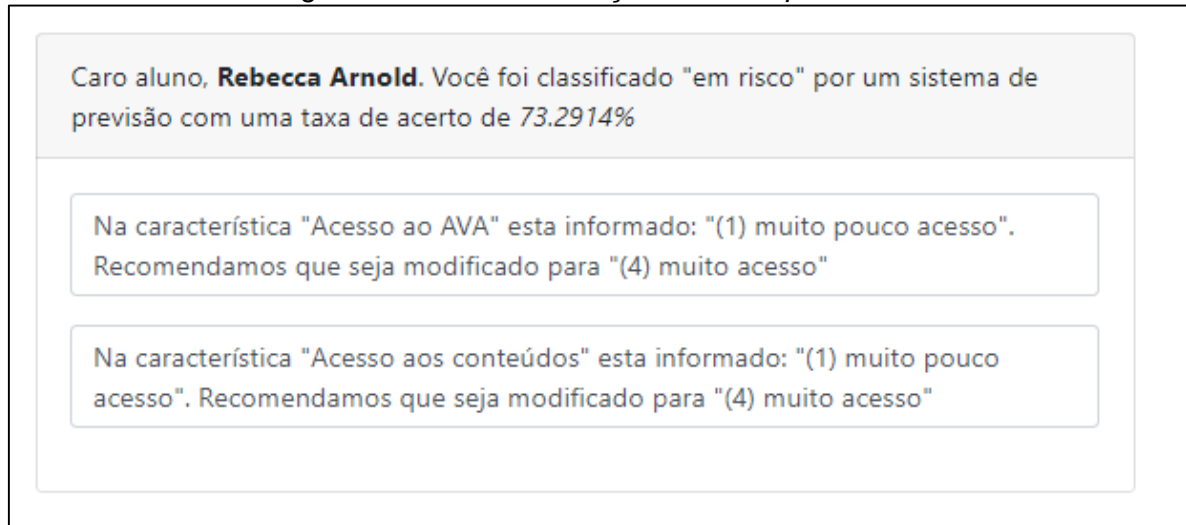 Caro aluno, Rebecca Arnold. Você foi classificado "em risco" por um sistema de
previsão com uma taxa de acerto de 73.2914%
Na característica "Acesso ao AVA" esta informado: "(1) muito pouco acesso".
Recomendamos que seja modificado para "(4) muito acesso"
Na característica "Acesso aos conteúdos" esta informado: "(1) muito pouco
acesso". Recomendamos que seja modificado para "(4) muito acesso"